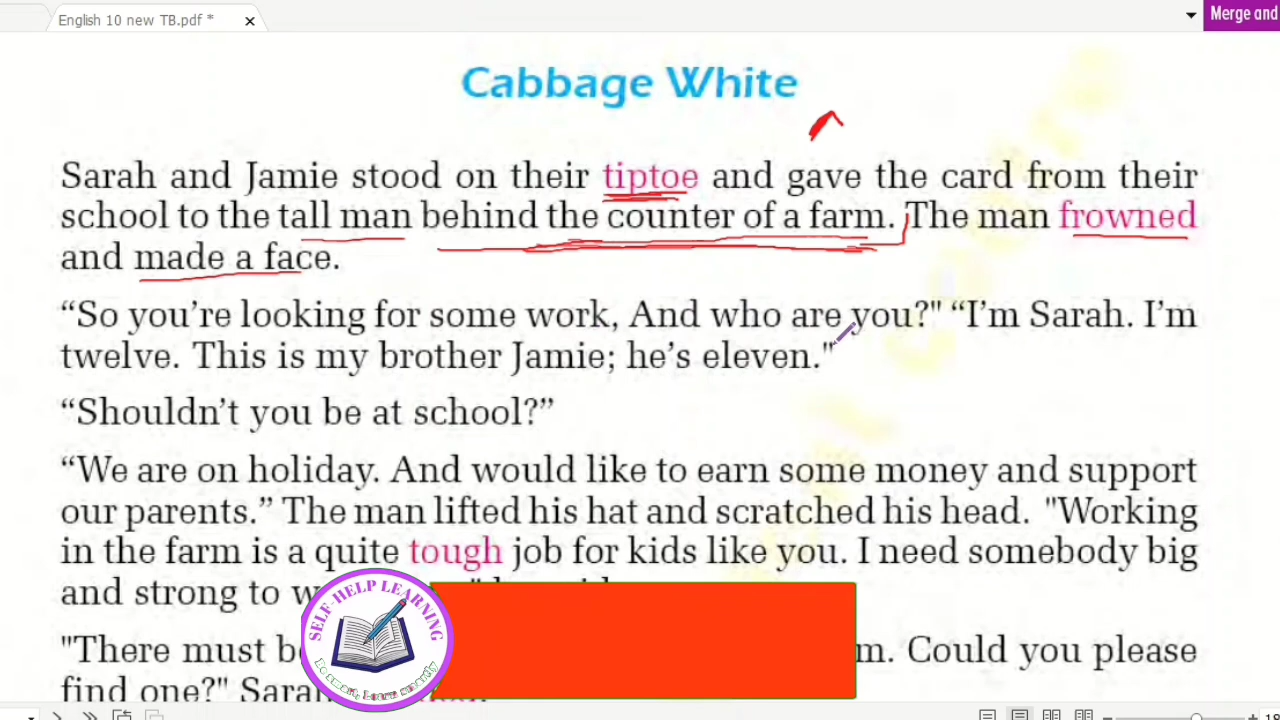 English 10 new TB.pdf *
Merge and
Cabbage White
Sarah and Jamie stood on their tiptoe and gave the card from their
school to the tall man behind the counter of a farm. The man frowned
and made a face.
“So you're looking for some work, And who are you?" “I'm Sarah. I'm
twelve. This is my brother Jamie; he's eleven."
“Shouldn't you be at school?”
“We are on holiday. And would like to earn some money and support
our parents.” The man lifted his hat and scratched his head. "Working
in the farm is a quite tough job for kids like you. I need somebody big
and strong to
SELF-HELP LEARNING
"There must Could you please
find one?" Sarah